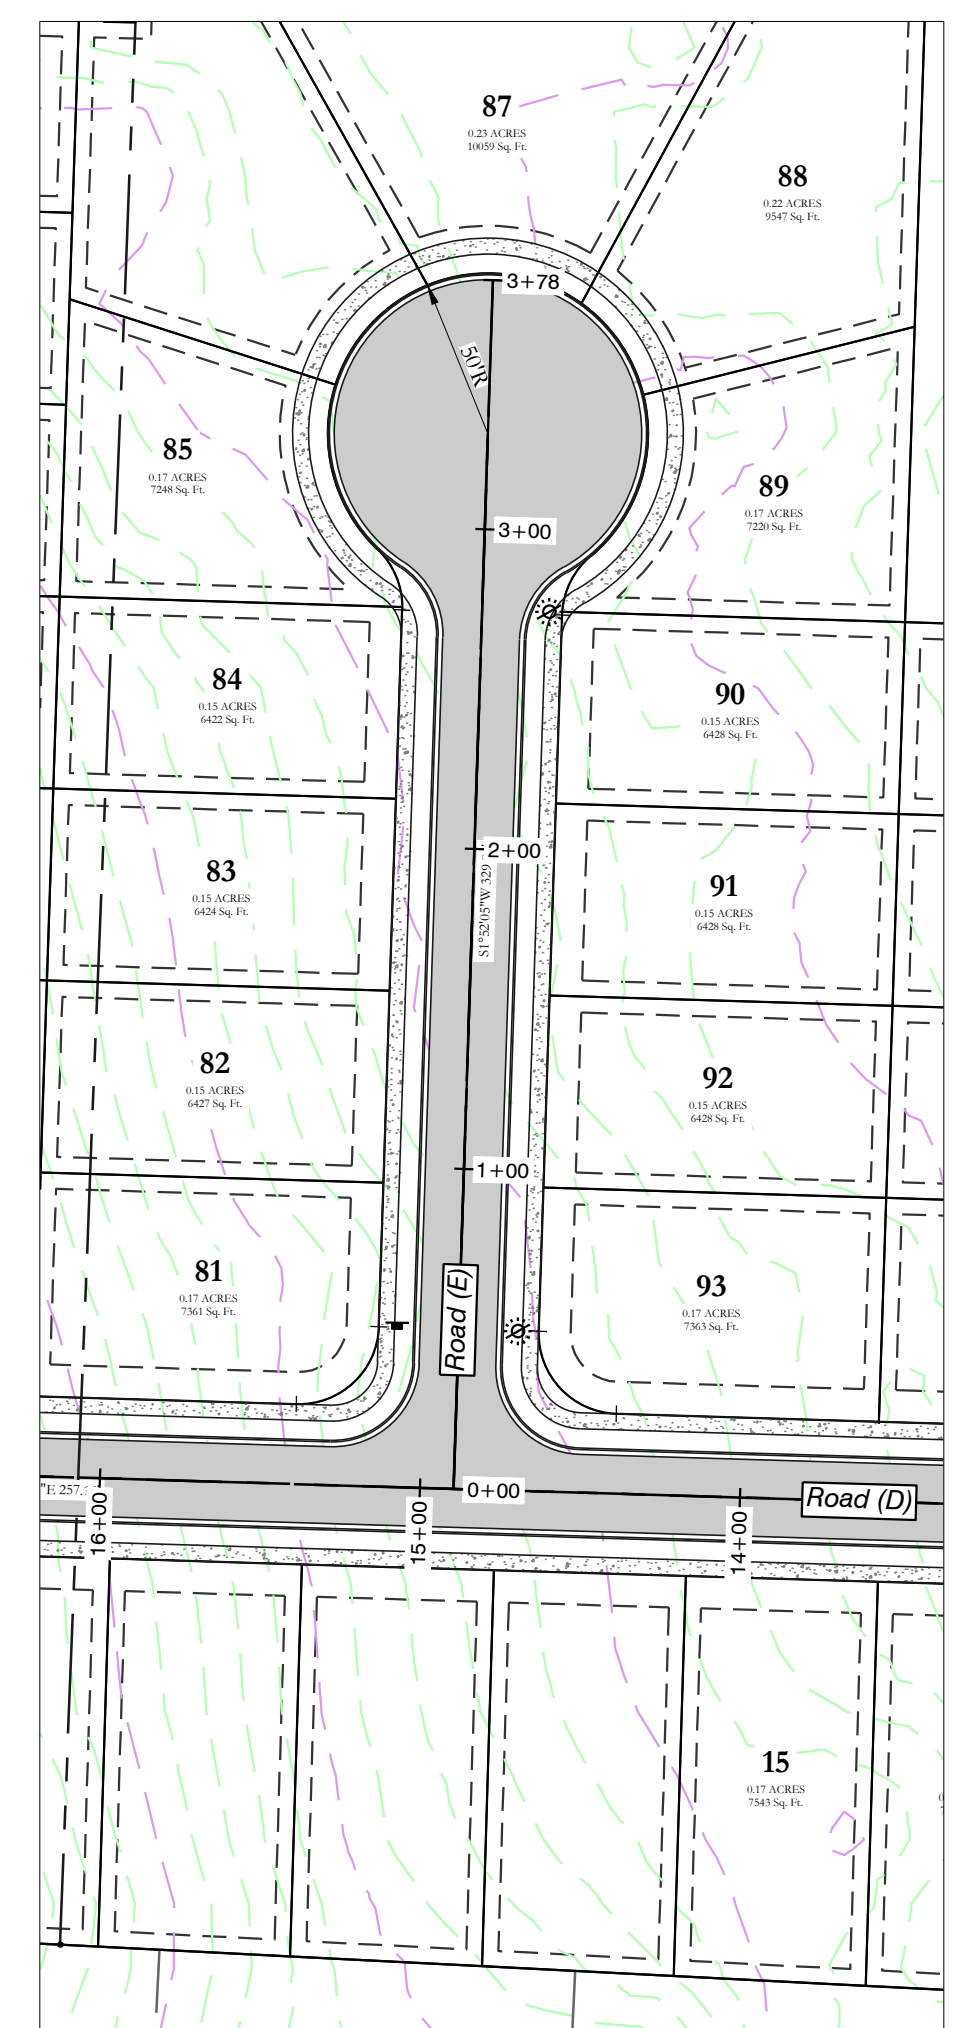 87
0.23 ACRES
10059 Sq. Ft.
88
0.22 ACRES
9547 Sq. Ft.
3+78
50'R
85
0.17 ACRES
7248 Sq. Ft.
89
0.17 ACRES
7220 Sq. Ft.
3+00
84
0.15 ACRES
6422 Sq. Ft.
90
0.15 ACRES
6428 Sq. Ft.
2+00
S1°52'05"W 329
83
0.15 ACRES
6424 Sq. Ft.
91
0.15 ACRES
6428 Sq. Ft.
82
0.15 ACRES
6427 Sq. Ft.
92
0.15 ACRES
6428 Sq. Ft.
1+00
81
0.17 ACRES
7361 Sq. Ft.
Road (E)
93
0.17 ACRES
7363 Sq. Ft.
"E 257.
0+00
Road (D)
16+00
15+00
14+00
15
0.17 ACRES
7543 Sq. Ft.